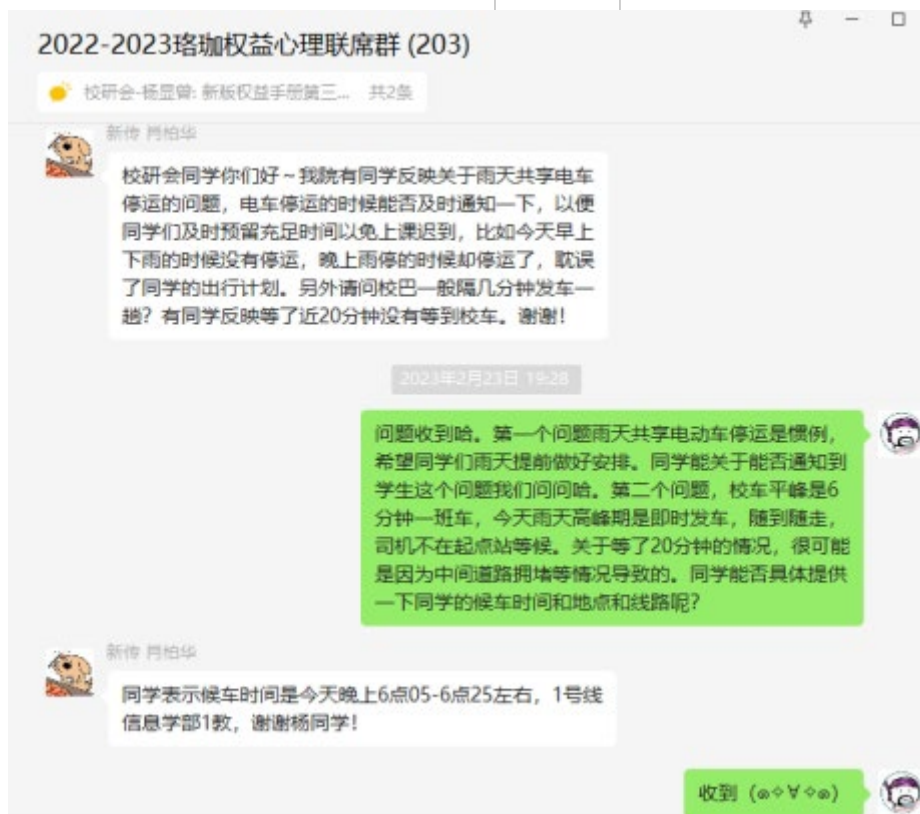 2022-2023珞珈权益心理联席群 (203)
校研会-杨显曾: 新版权益手册第三... 共2条
新传 肖柏华
校研会同学你们好～我院有同学反映关于雨天共享电车
停运的问题，电车停运的时候能否及时通知一下，以便
同学们及时预留充足时间以免上课迟到，比如今天早上
下雨的时候没有停运，晚上雨停的时候却停运了，耽误
了同学的出行计划。另外请问校巴一般隔几分钟发车一
趟？有同学反映等了近20分钟没有等到校车。谢谢！
2023年2月23日 19:28
问题收到哈。第一个问题雨天共享电动车停运是惯例，
希望同学们雨天提前做好安排。同学能关于能否通知到
学生这个问题我们问问哈。第二个问题，校车平峰是6
分钟一班车，今天雨天高峰期是即时发车，随到随走，
司机不在起点站等候。关于等了20分钟的情况，很可能
是因为中间道路拥堵等情况导致的。同学能否具体提供
一下同学的候车时间和地点和线路呢？
新传 肖柏华
同学表示候车时间是今天晚上6点05-6点25左右，1号线
信息学部1教，谢谢杨同学！
收到（๑✧∀✧๑）